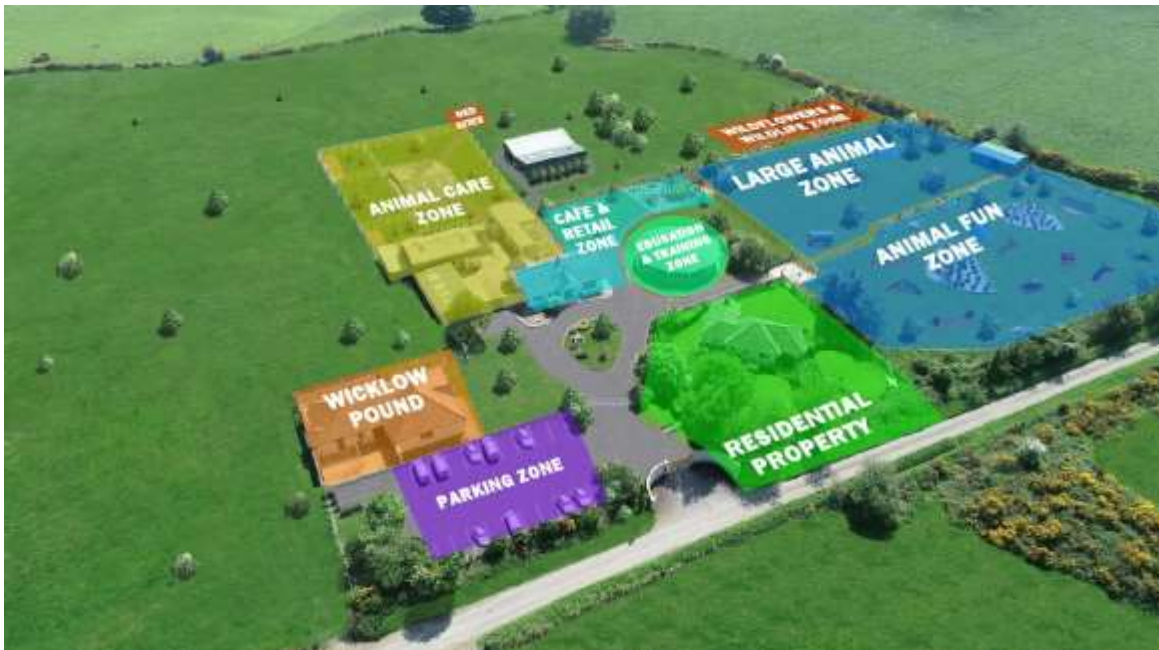 WILDFLOWERS &
WILDLIFE ZONE
LARGE ANIMAL
ZONE
ANIMAL CARE
ZONE
CAFE &
RETAIL
ZONE
EDUCATION
& TRAINING
ZONE
ANIMAL FUN
ZONE
WICKLOW
POUND
RESIDENTIAL
PROPERTY
PARKING ZONE